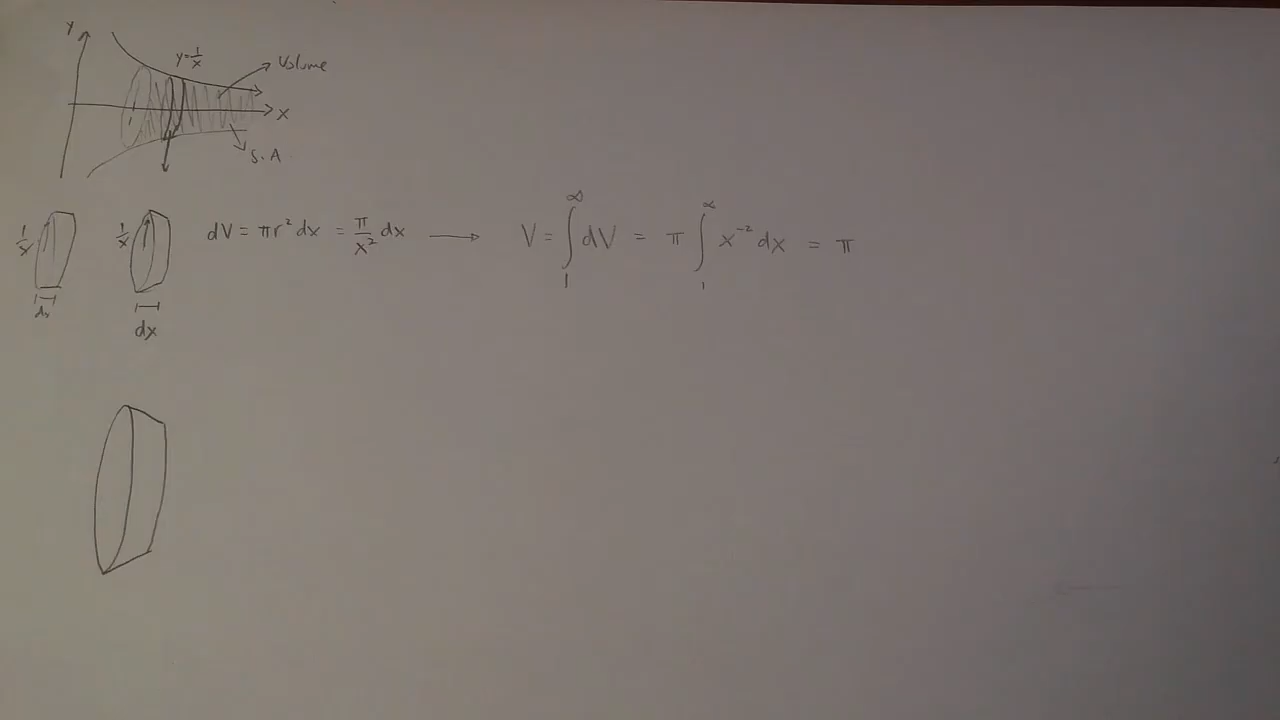 y
y=1/x
Volume
x
S.A
1/x
1/x
dV = πr² dx = π/x² dx → V = ∫₁^∞ dV = π ∫₁^∞ x⁻² dx = π
dx
dx